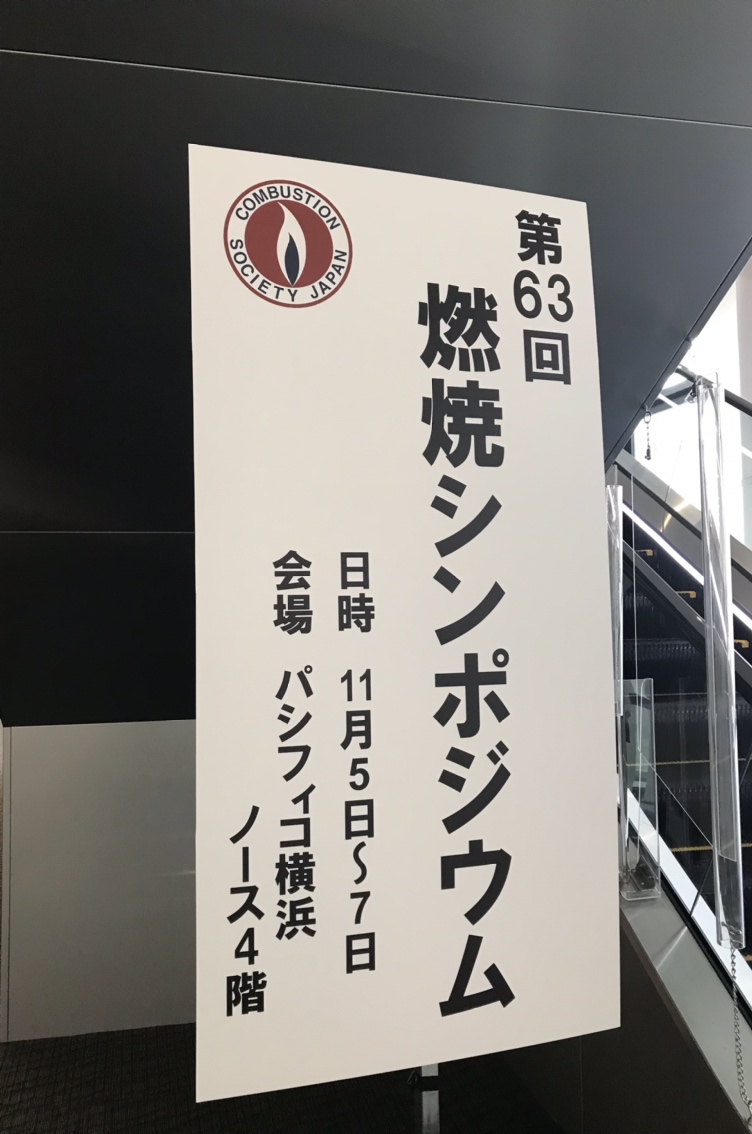 第63回
燃焼シンポジウム
日時 11月5日～7日
会場 パシフィコ横浜
ノース4階
COMBUSTION
SOCIETY JAPAN